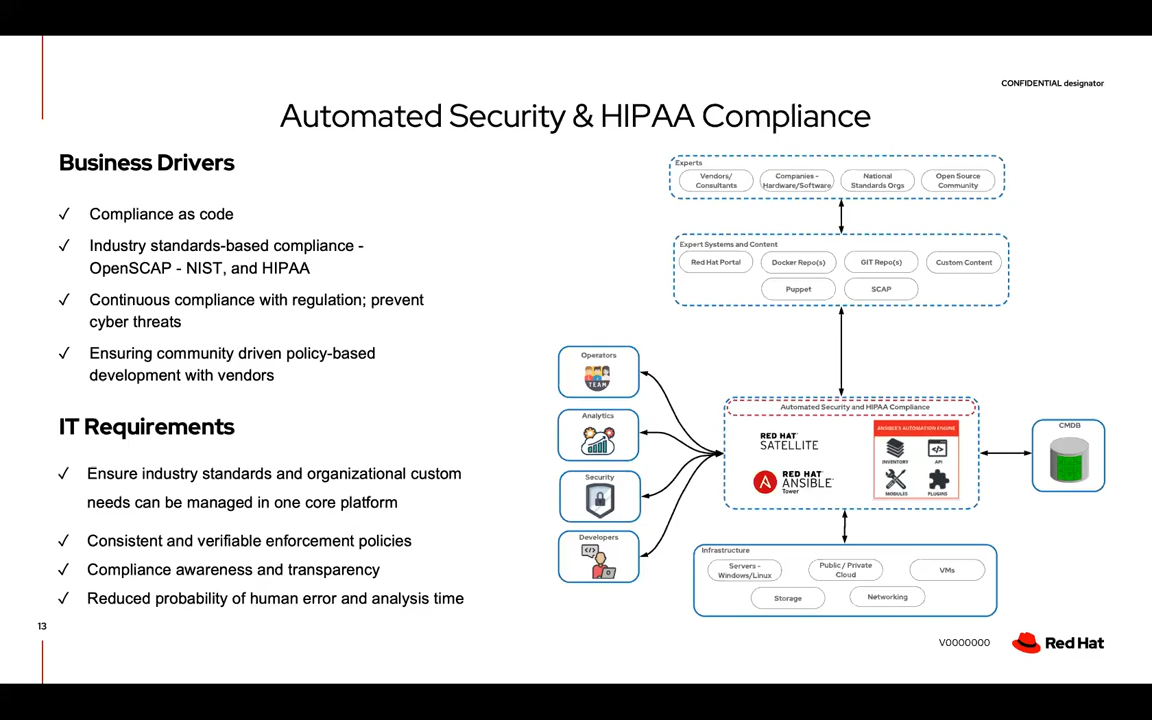 CONFIDENTIAL designator
Automated Security & HIPAA Compliance
Business Drivers
✓ Compliance as code
✓ Industry standards-based compliance -
OpenSCAP - NIST, and HIPAA
✓ Continuous compliance with regulation; prevent
cyber threats
✓ Ensuring community driven policy-based
development with vendors
IT Requirements
✓ Ensure industry standards and organizational custom
needs can be managed in one core platform
✓ Consistent and verifiable enforcement policies
✓ Compliance awareness and transparency
✓ Reduced probability of human error and analysis time
Experts
Vendors/
Consultants
Companies -
Hardware/Software
National
Standards Orgs
Open Source
Community
Expert Systems and Content
Red Hat Portal
Docker Repo(s)
GIT Repo(s)
Custom Content
Puppet
SCAP
Operators
TEAM
Analytics
Security
Developers
</>
Automated Security and HIPAA Compliance
RED HAT
SATELLITE
A
RED HAT
ANSIBLE
Tower
ANSIBLE'S AUTOMATION ENGINE
INVENTORY
</>
API
MODULES
PLUGINS
CMDB
Infrastructure
Servers -
Windows/Linux
Public / Private
Cloud
VMs
Storage
Networking
13
V0000000
Red Hat